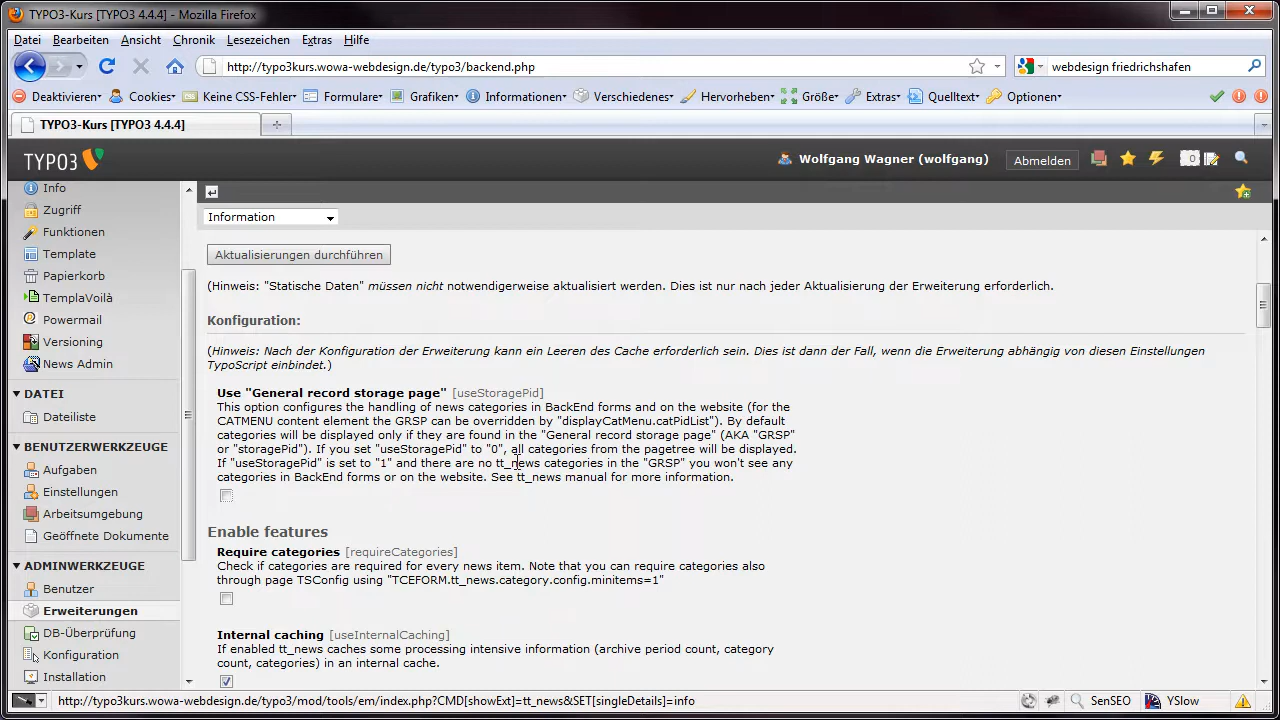 TYPO3-Kurs [TYPO3 4.4.4] - Mozilla Firefox
Datei Bearbeiten Ansicht Chronik Lesezeichen Extras Hilfe
http://typo3kurs.wowa-webdesign.de/typo3/backend.php
webdesign friedrichshafen
Deaktivieren Cookies Keine CSS-Fehler Formulare Grafiken Informationen Verschiedenes Hervorheben Größe Extras Quelltext Optionen
TYPO3-Kurs [TYPO3 4.4.4]
TYPO3
Wolfgang Wagner (wolfgang)
Abmelden
0
Info
Zugriff
Funktionen
Template
Papierkorb
TemplaVoilà
Powermail
Versioning
News Admin
DATEI
Dateiliste
BENUTZERWERKZEUGE
Aufgaben
Einstellungen
Arbeitsumgebung
Geöffnete Dokumente
ADMINWERKZEUGE
Benutzer
Erweiterungen
DB-Überprüfung
Konfiguration
Installation
Information
Aktualisierungen durchführen
(Hinweis: "Statische Daten" müssen nicht notwendigerweise aktualisiert werden. Dies ist nur nach jeder Aktualisierung der Erweiterung erforderlich.
Konfiguration:
(Hinweis: Nach der Konfiguration der Erweiterung kann ein Leeren des Cache erforderlich sein. Dies ist dann der Fall, wenn die Erweiterung abhängig von diesen Einstellungen
TypoScript einbindet.)
Use "General record storage page" [useStoragePid]
This option configures the handling of news categories in BackEnd forms and on the website (for the
CATMENU content element the GRSP can be overridden by "displayCatMenu.catPidList"). By default
categories will be displayed only if they are found in the "General record storage page" (AKA "GRSP"
or "storagePid"). If you set "useStoragePid" to "0", all categories from the pagetree will be displayed.
If "useStoragePid" is set to "1" and there are no tt_news categories in the "GRSP" you won't see any
categories in BackEnd forms or on the website. See tt_news manual for more information.
Enable features
Require categories [requireCategories]
Check if categories are required for every news item. Note that you can require categories also
through page TSConfig using "TCEFORM.tt_news.category.config.minitems=1"
Internal caching [useInternalCaching]
If enabled tt_news caches some processing intensive information (archive period count, category
count, categories) in an internal cache.
http://typo3kurs.wowa-webdesign.de/typo3/mod/tools/em/index.php?CMD[showExt]=tt_news&SET[singleDetails]=info
SenSEO
YSlow